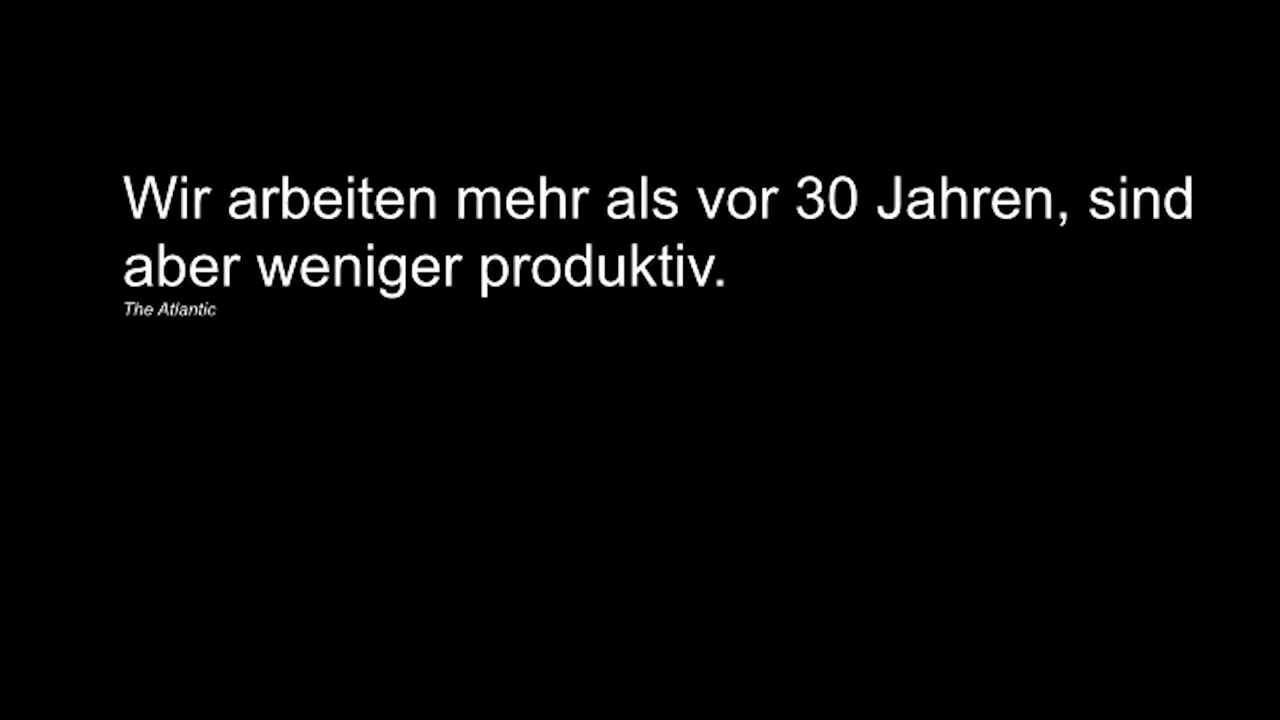 Wir arbeiten mehr als vor 30 Jahren, sind
aber weniger produktiv.
The Atlantic